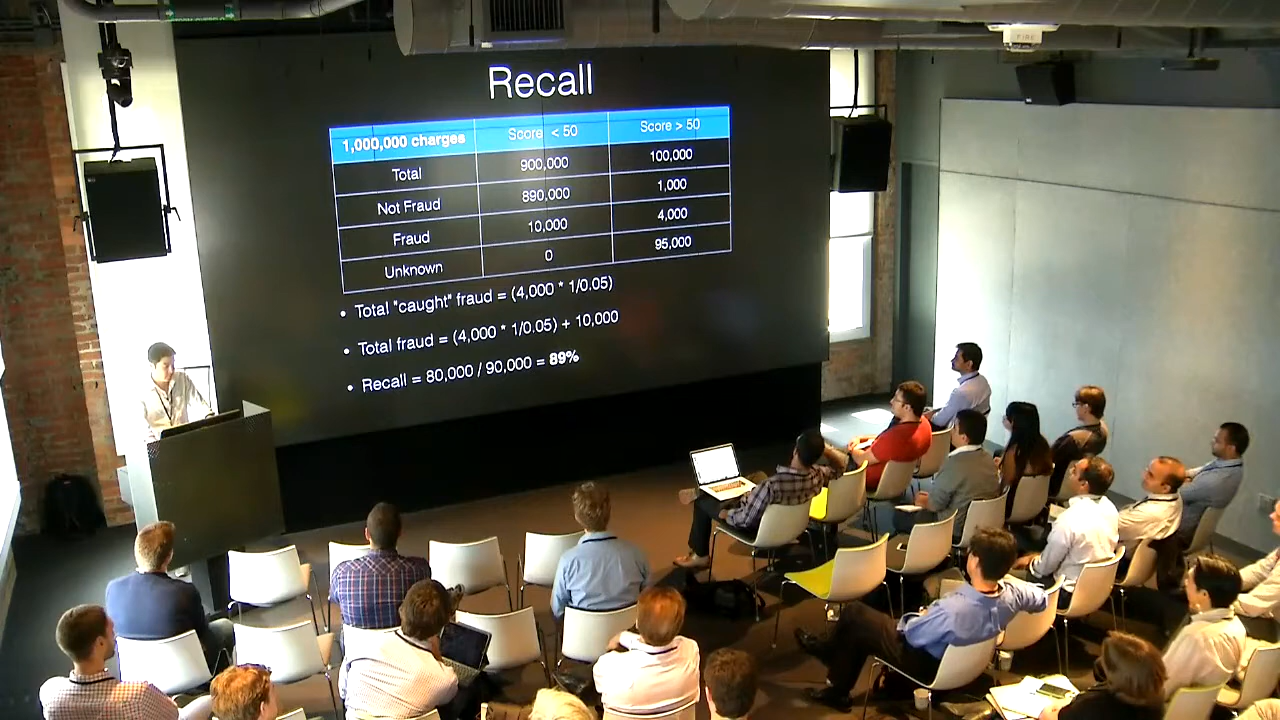 Recall
1,000,000 charges Score < 50 Score > 50
Total 900,000 100,000
Not Fraud 890,000 1,000
Fraud 10,000 4,000
Unknown 0 95,000
• Total "caught" fraud = (4,000 * 1/0.05)
• Total fraud = (4,000 * 1/0.05) + 10,000
• Recall = 80,000 / 90,000 = 89%
FIRE